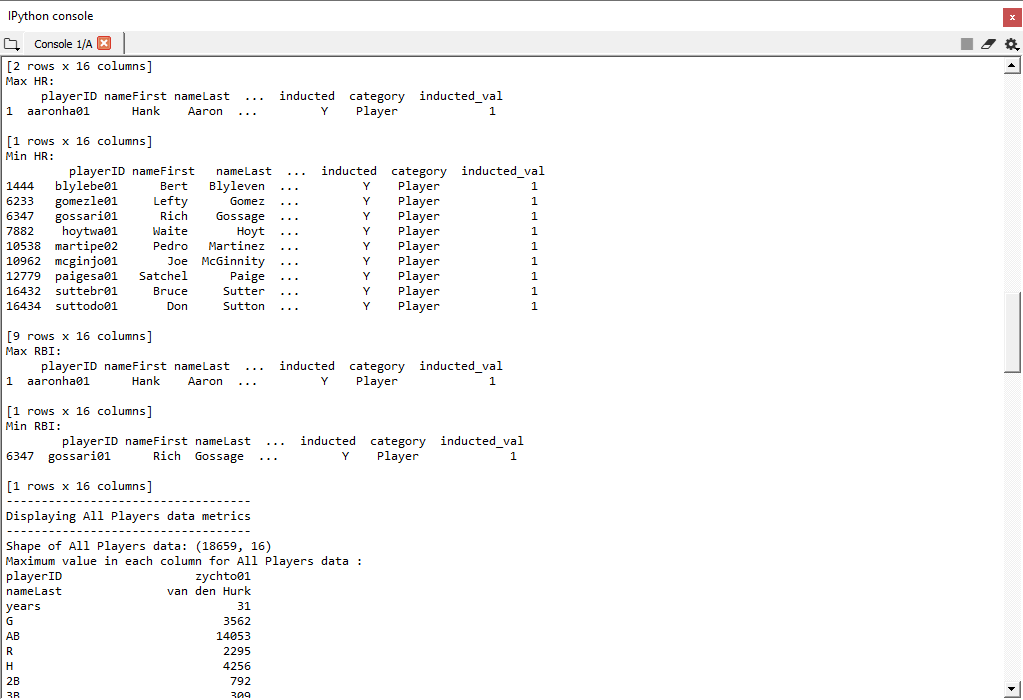 IPython console
x
Console 1/A
[2 rows x 16 columns]
Max HR:
playerID nameFirst nameLast ... inducted category inducted_val
1 aaronha01 Hank Aaron ... Y Player 1
[1 rows x 16 columns]
Min HR:
playerID nameFirst nameLast ... inducted category inducted_val
1444 blylebe01 Bert Blyleven ... Y Player 1
6233 gomezle01 Lefty Gomez ... Y Player 1
6347 gossari01 Rich Gossage ... Y Player 1
7882 hoytwa01 Waite Hoyt ... Y Player 1
10538 martipe02 Pedro Martinez ... Y Player 1
10962 mcginjo01 Joe McGinnity ... Y Player 1
12779 paigesa01 Satchel Paige ... Y Player 1
16432 suttebr01 Bruce Sutter ... Y Player 1
16434 suttodo01 Don Sutton ... Y Player 1
[9 rows x 16 columns]
Max RBI:
playerID nameFirst nameLast ... inducted category inducted_val
1 aaronha01 Hank Aaron ... Y Player 1
[1 rows x 16 columns]
Min RBI:
playerID nameFirst nameLast ... inducted category inducted_val
6347 gossari01 Rich Gossage ... Y Player 1
[1 rows x 16 columns]
-----------------------------------
Displaying All Players data metrics
-----------------------------------
Shape of All Players data: (18659, 16)
Maximum value in each column for All Players data :
playerID zychto01
nameLast van den Hurk
years 31
G 3562
AB 14053
R 2295
H 4256
2B 792
3B 309